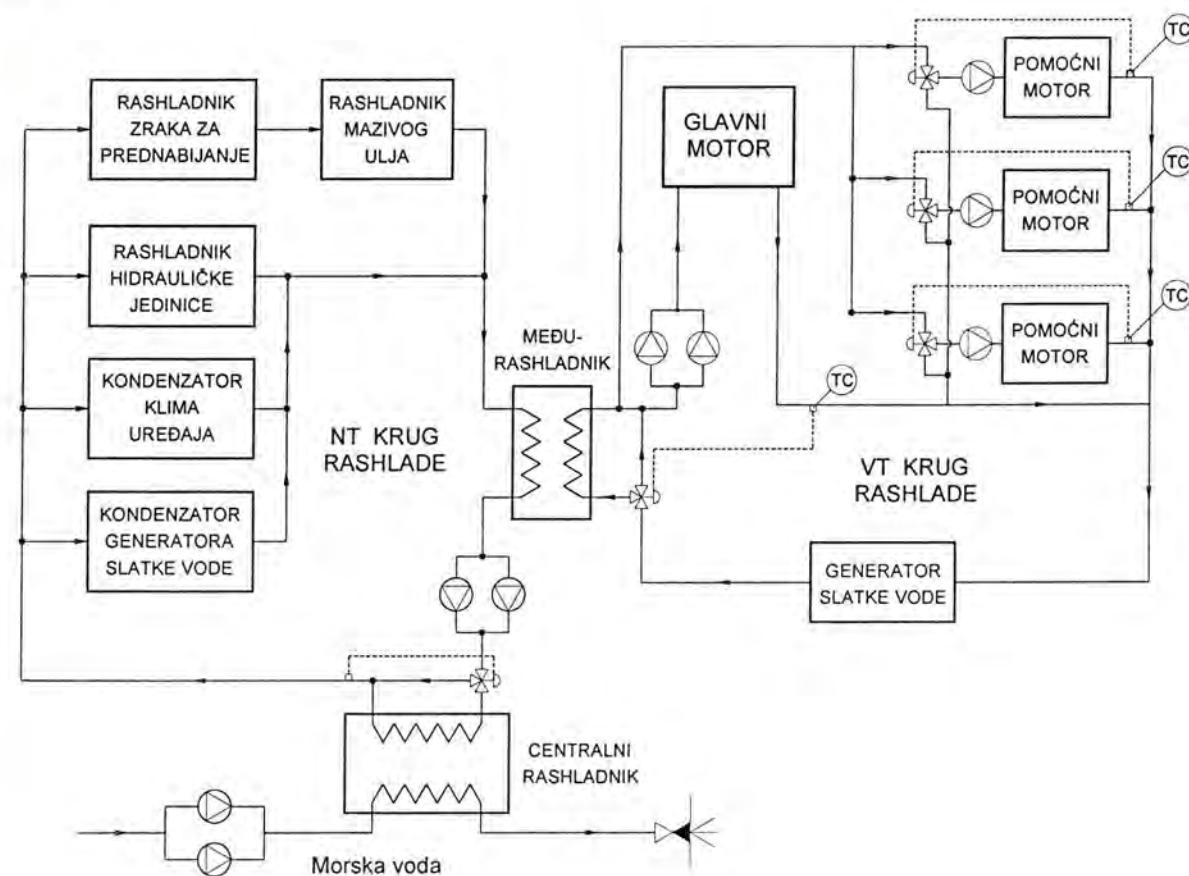 RASHLADNIK
ZRAKA ZA
PREDNABIJANJE
RASHLADNIK
MAZIVOG
ULJA
RASHLADNIK
HIDRAULIČKE
JEDINICE
KONDENZATOR
KLIMA
UREĐAJA
KONDENZATOR
GENERATORA
SLATKE VODE
NT KRUG
RASHLADE
MEĐU-
RASHLADNIK
GLAVNI
MOTOR
TC
POMOĆNI
MOTOR
TC
POMOĆNI
MOTOR
TC
POMOĆNI
MOTOR
TC
VT KRUG
RASHLADE
GENERATOR
SLATKE VODE
CENTRALNI
RASHLADNIK
Morska voda